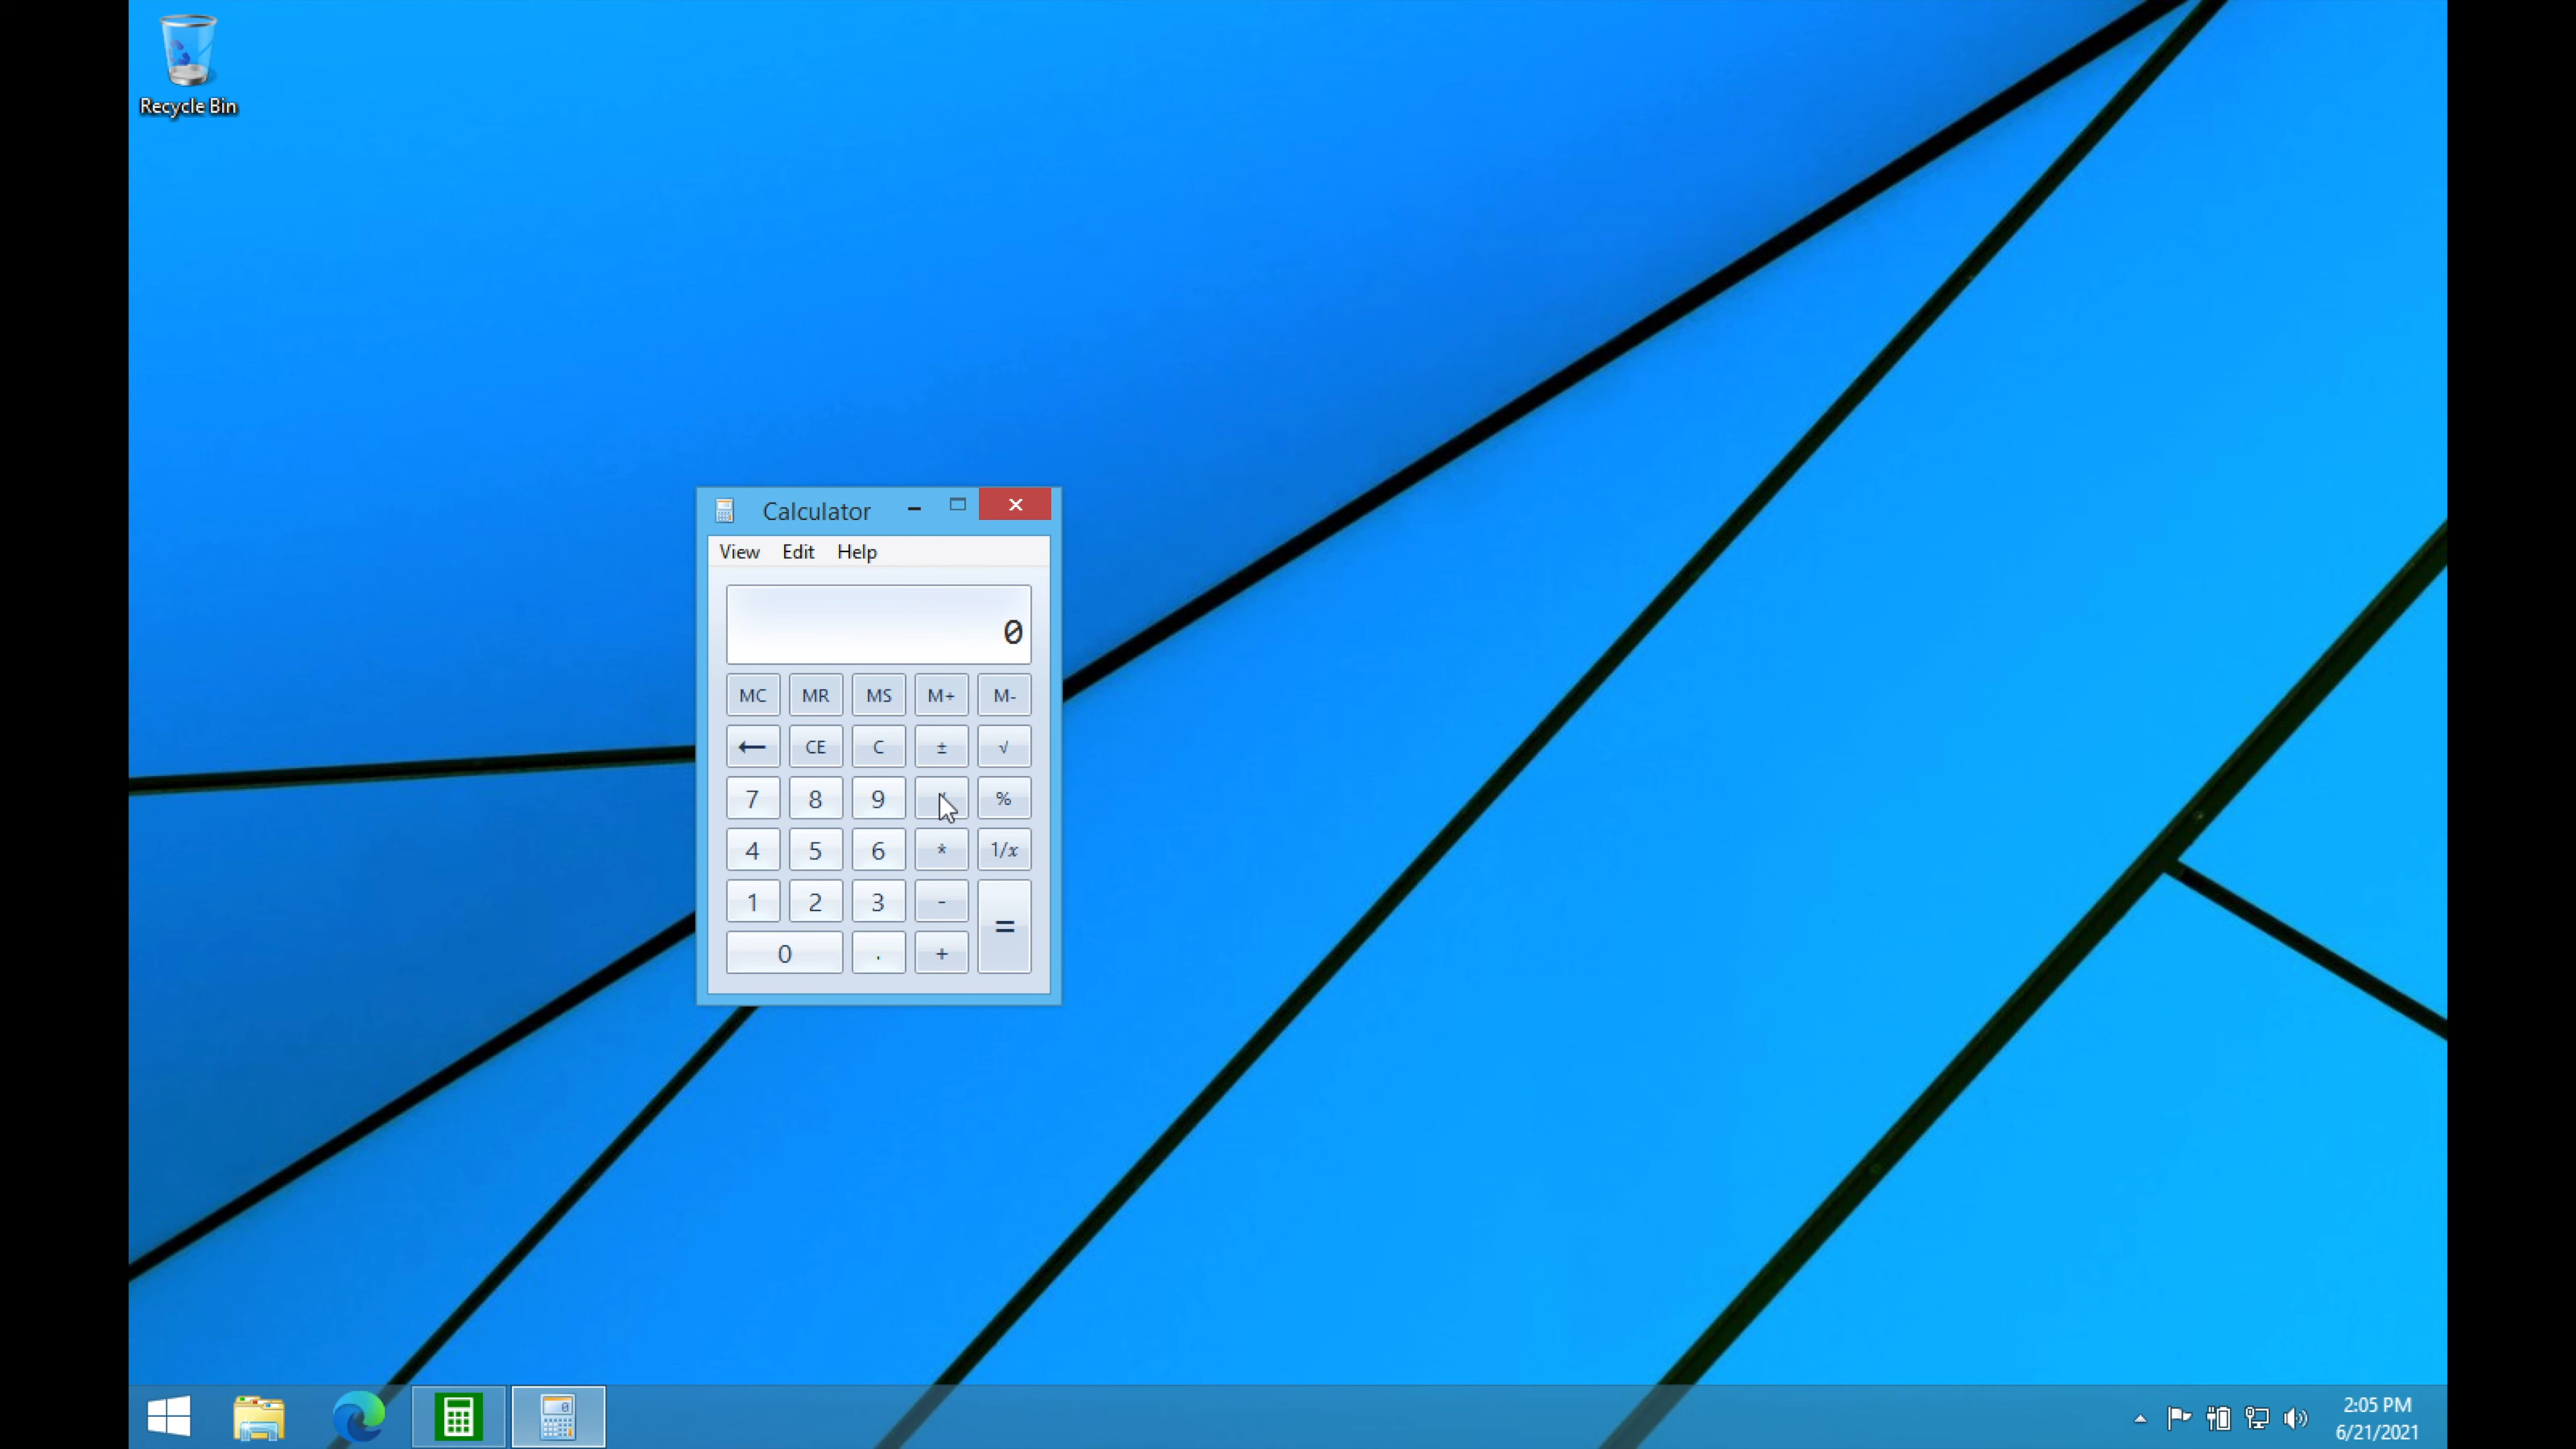 Recycle Bin
Calculator
View Edit Help
0
MC MR MS M+ M-
← CE C ± √
7 8 9 %
4 5 6 * 1/x
1 2 3 - =
0 . +
2:05 PM
6/21/2021